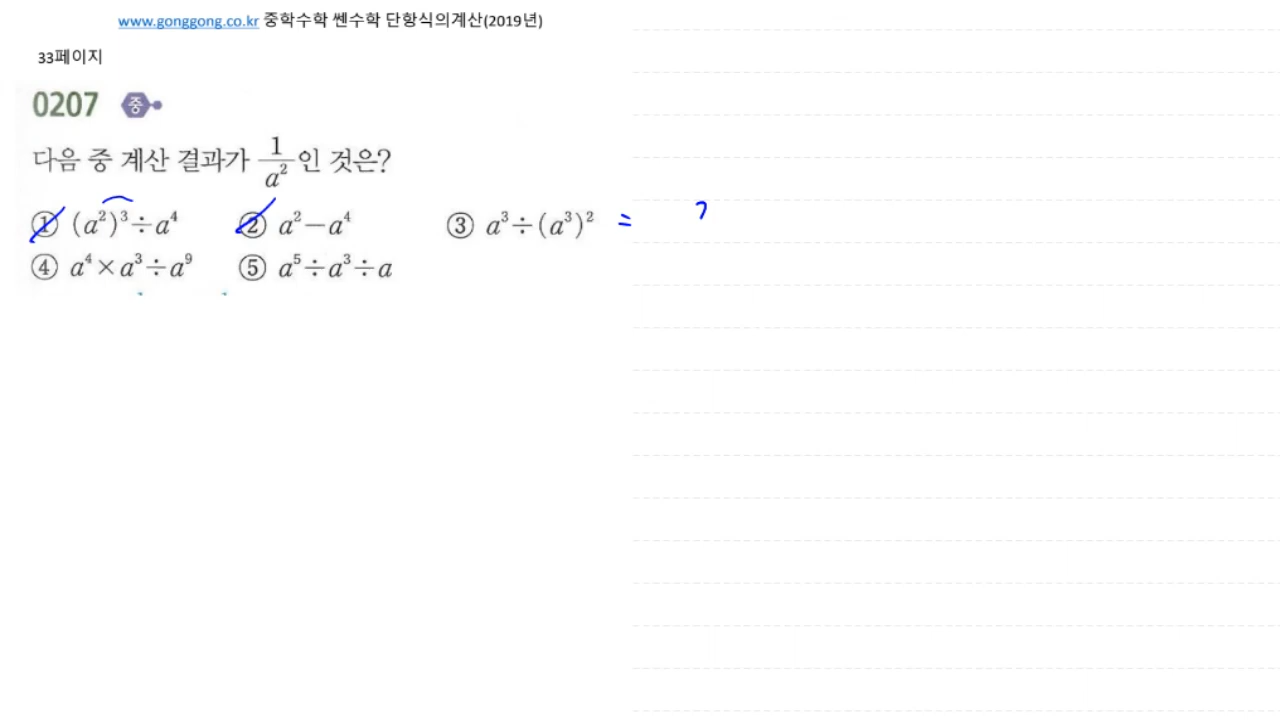 www.gonggong.co.kr 중학수학 쎈수학 단항식의계산(2019년)
33페이지
0207 중
다음 중 계산 결과가 1/a² 인 것은?
① (a²)³÷a⁴ ② a²−a⁴ ③ a³÷(a³)² =
④ a⁴×a³÷a⁹ ⑤ a⁵÷a³÷a